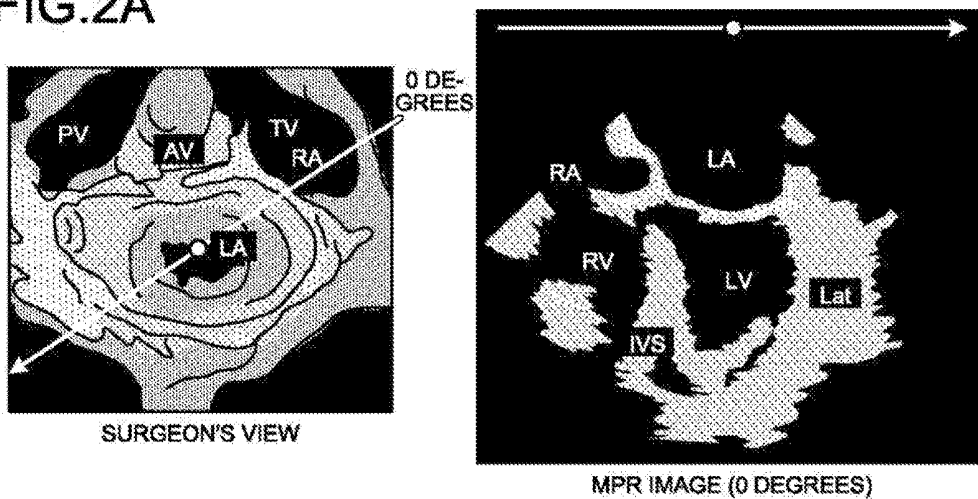 FIG.2A
0 DE-
GREES
PV
AV
TV
RA
LA
SURGEON'S VIEW
RA
LA
RV
LV
Lat
IVS
MPR IMAGE (0 DEGREES)